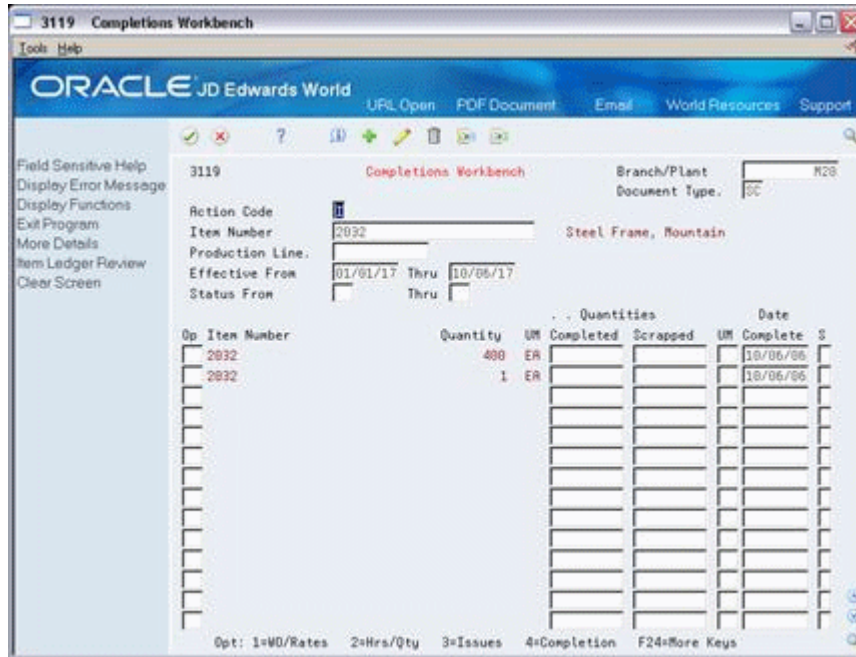 3119 Completions Workbench
Tools Help
ORACLE JD Edwards World
URL Open PDF Document Email World Resources Support
Field Sensitive Help
Display Error Message
Display Functions
Exit Program
More Details
Item Ledger Review
Clear Screen
3119 Completions Workbench Branch/Plant M28
Document Type. SC
Action Code I
Item Number 2032 Steel Frame, Mountain
Production Line.
Effective From 01/01/17 Thru 10/06/17
Status From Thru
. . Quantities Date
Op Item Number Quantity UM Completed Scrapped UM Complete S
2032 400 EA 10/06/06
2032 1 EA 10/06/06
Opt: 1=WO/Rates 2=Hrs/Qty 3=Issues 4=Completion F24=More Keys